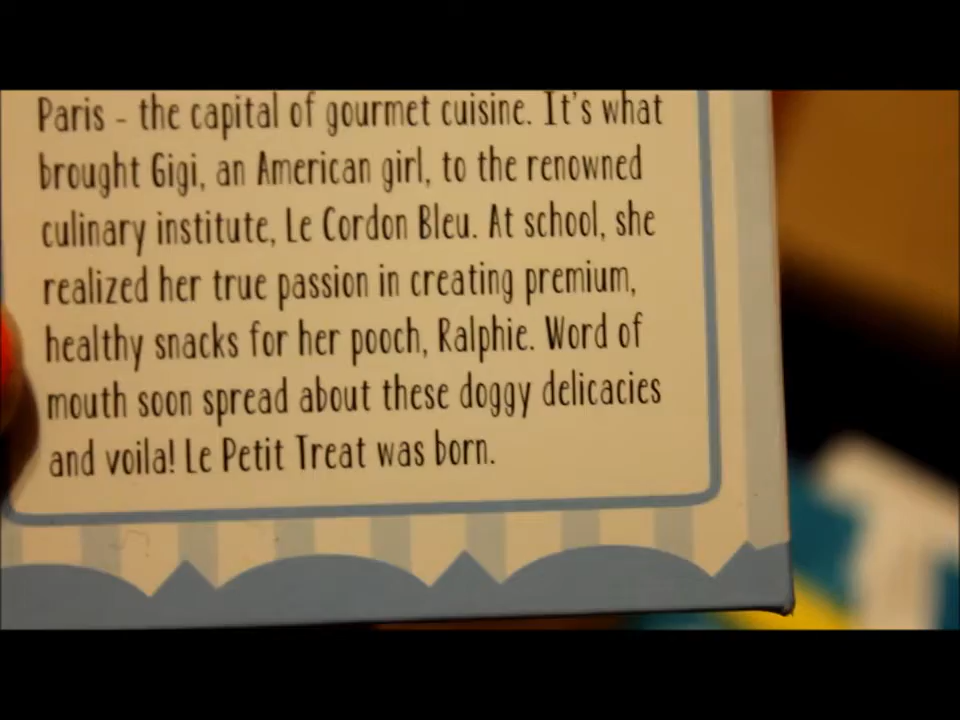 Paris - the capital of gourmet cuisine. It's what
brought Gigi, an American girl, to the renowned
culinary institute, Le Cordon Bleu. At school, she
realized her true passion in creating premium,
healthy snacks for her pooch, Ralphie. Word of
mouth soon spread about these doggy delicacies
and voila! Le Petit Treat was born.